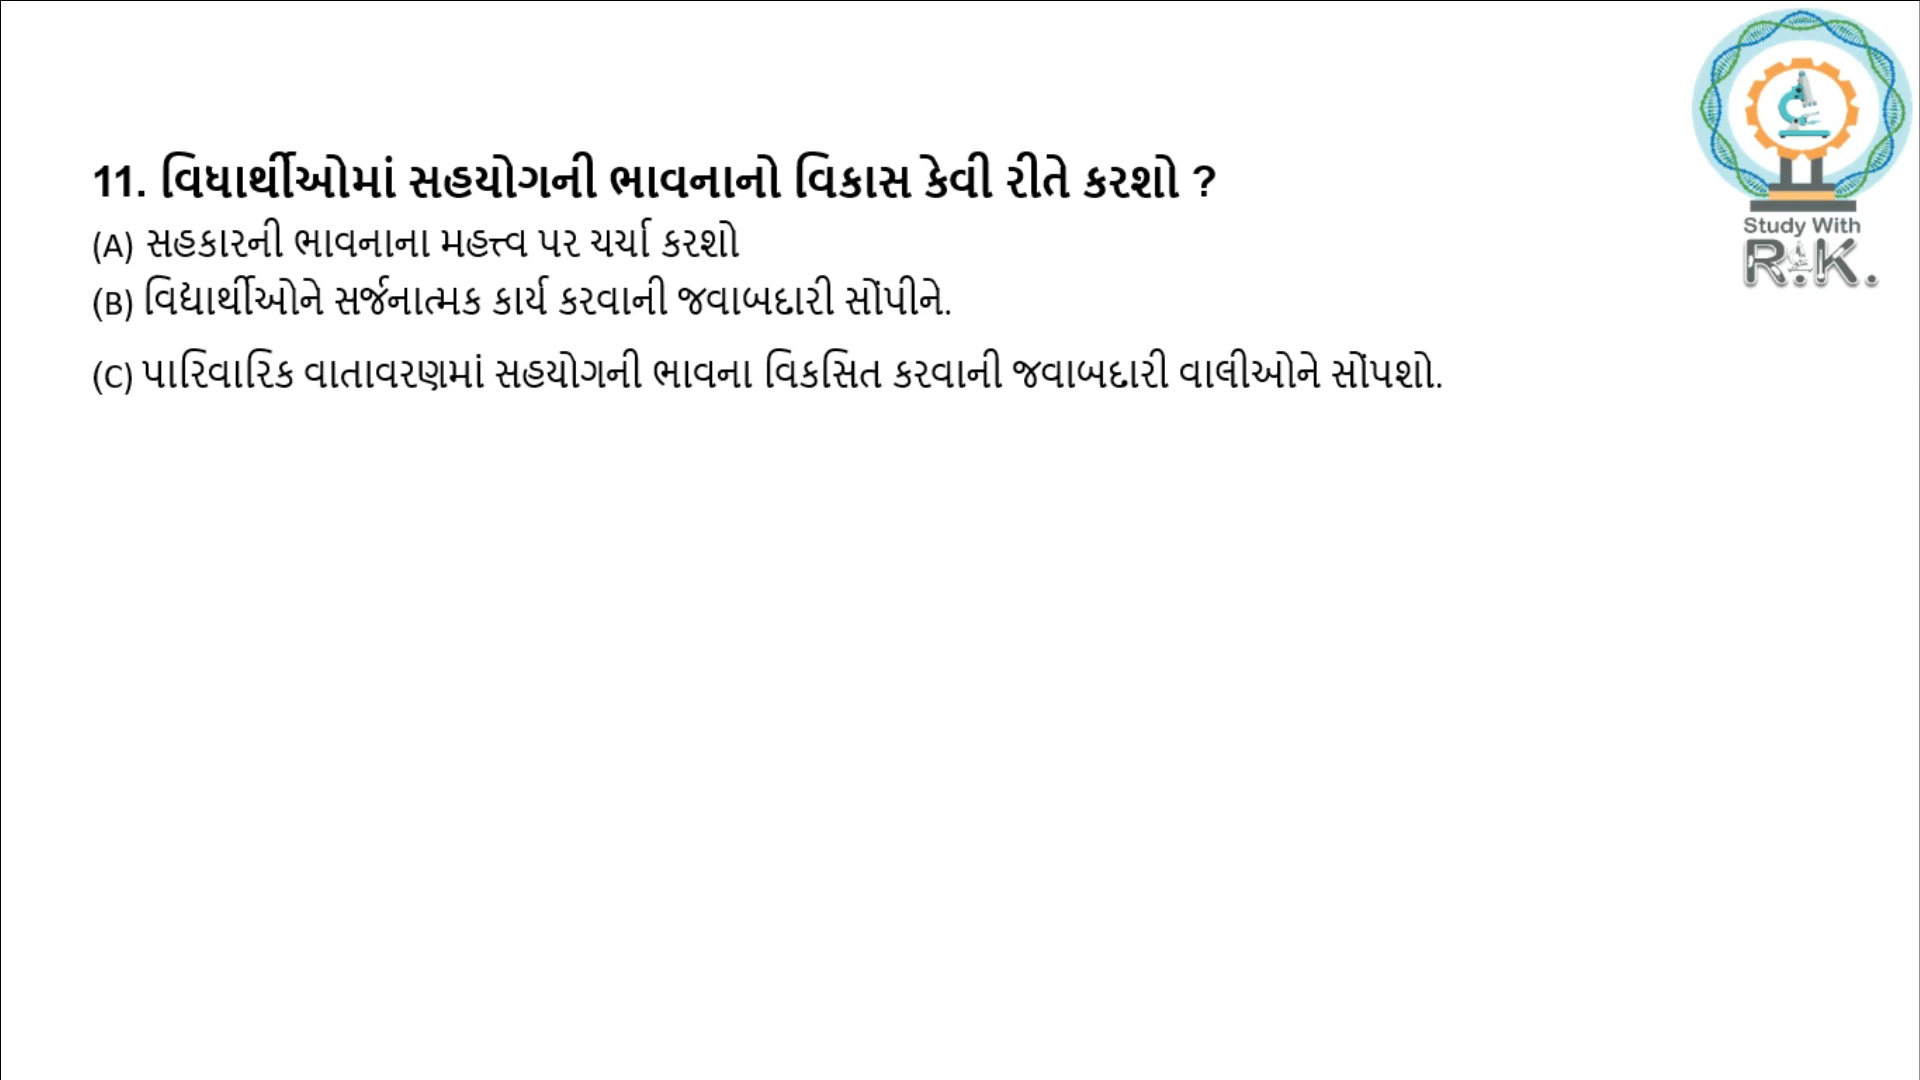 11. વિધાર્થીઓમાં સહયોગની ભાવનાનો વિકાસ કેવી રીતે કરશો ?
(A) સહકારની ભાવનાના મહત્ત્વ પર ચર્ચા કરશો
(B) વિદ્યાર્થીઓને સર્જનાત્મક કાર્ય કરવાની જવાબદારી સોંપીને.
(C) પારિવારિક વાતાવરણમાં સહયોગની ભાવના વિકસિત કરવાની જવાબદારી વાલીઓને સોંપશો.
Study With
R.K.